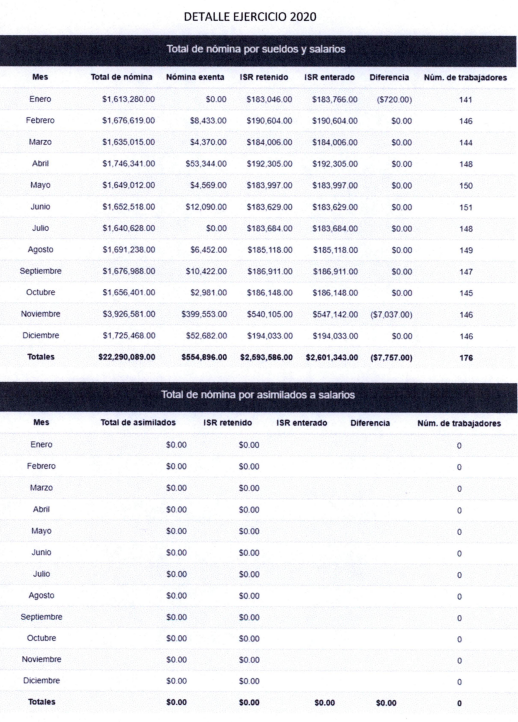 DETALLE EJERCICIO 2020
Total de nómina por sueldos y salarios
Mes Total de nómina Nómina exenta ISR retenido ISR enterado Diferencia Núm. de trabajadores
Enero $1,613,280.00 $0.00 $183,046.00 $183,766.00 ($720.00) 141
Febrero $1,676,619.00 $8,433.00 $190,604.00 $190,604.00 $0.00 146
Marzo $1,635,015.00 $4,370.00 $184,006.00 $184,006.00 $0.00 144
Abril $1,746,341.00 $53,344.00 $192,305.00 $192,305.00 $0.00 148
Mayo $1,649,012.00 $4,569.00 $183,997.00 $183,997.00 $0.00 150
Junio $1,652,518.00 $12,090.00 $183,629.00 $183,629.00 $0.00 151
Julio $1,640,628.00 $0.00 $183,684.00 $183,684.00 $0.00 148
Agosto $1,691,238.00 $6,452.00 $185,118.00 $185,118.00 $0.00 149
Septiembre $1,676,988.00 $10,422.00 $186,911.00 $186,911.00 $0.00 147
Octubre $1,656,401.00 $2,981.00 $186,148.00 $186,148.00 $0.00 145
Noviembre $3,926,581.00 $399,553.00 $540,105.00 $547,142.00 ($7,037.00) 146
Diciembre $1,725,468.00 $52,682.00 $194,033.00 $194,033.00 $0.00 146
Totales $22,290,089.00 $554,896.00 $2,593,586.00 $2,601,343.00 ($7,757.00) 176
Total de nómina por asimilados a salarios
Mes Total de asimilados ISR retenido ISR enterado Diferencia Núm. de trabajadores
Enero $0.00 $0.00 0
Febrero $0.00 $0.00 0
Marzo $0.00 $0.00 0
Abril $0.00 $0.00 0
Mayo $0.00 $0.00 0
Junio $0.00 $0.00 0
Julio $0.00 $0.00 0
Agosto $0.00 $0.00 0
Septiembre $0.00 $0.00 0
Octubre $0.00 $0.00 0
Noviembre $0.00 $0.00 0
Diciembre $0.00 $0.00 0
Totales $0.00 $0.00 $0.00 $0.00 0